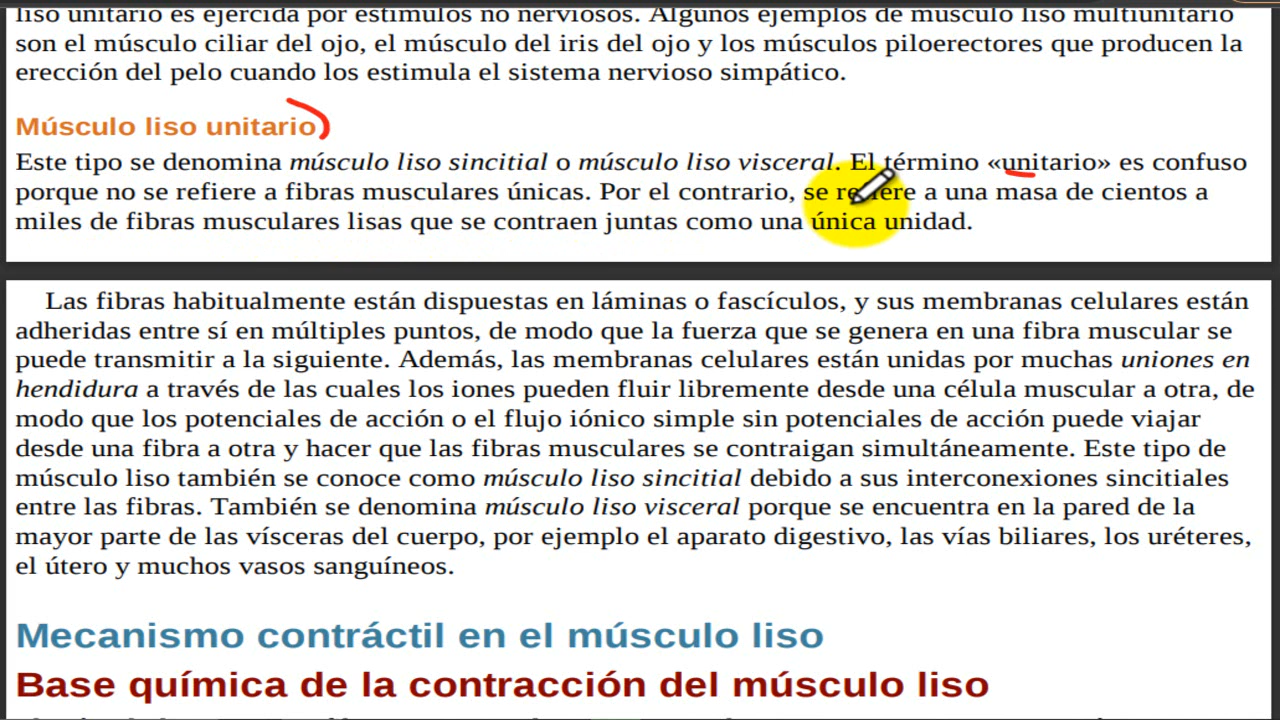 liso unitario es ejercida por estímulos no nerviosos. Algunos ejemplos de músculo liso multiunitario
son el músculo ciliar del ojo, el músculo del iris del ojo y los músculos piloerectores que producen la
erección del pelo cuando los estimula el sistema nervioso simpático.
Músculo liso unitario
Este tipo se denomina músculo liso sincitial o músculo liso visceral. El término «unitario» es confuso
porque no se refiere a fibras musculares únicas. Por el contrario, se refiere a una masa de cientos a
miles de fibras musculares lisas que se contraen juntas como una única unidad.
Las fibras habitualmente están dispuestas en láminas o fascículos, y sus membranas celulares están
adheridas entre sí en múltiples puntos, de modo que la fuerza que se genera en una fibra muscular se
puede transmitir a la siguiente. Además, las membranas celulares están unidas por muchas uniones en
hendidura a través de las cuales los iones pueden fluir libremente desde una célula muscular a otra, de
modo que los potenciales de acción o el flujo iónico simple sin potenciales de acción puede viajar
desde una fibra a otra y hacer que las fibras musculares se contraigan simultáneamente. Este tipo de
músculo liso también se conoce como músculo liso sincitial debido a sus interconexiones sincitiales
entre las fibras. También se denomina músculo liso visceral porque se encuentra en la pared de la
mayor parte de las vísceras del cuerpo, por ejemplo el aparato digestivo, las vías biliares, los uréteres,
el útero y muchos vasos sanguíneos.
Mecanismo contráctil en el músculo liso
Base química de la contracción del músculo liso